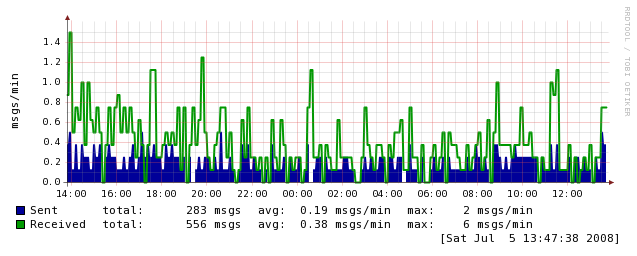 RRDTOOL / TOBI OETIKER
msgs/min
1.4
1.2
1.0
0.8
0.6
0.4
0.2
0.0
14:00 16:00 18:00 20:00 22:00 00:00 02:00 04:00 06:00 08:00 10:00 12:00
Sent total: 283 msgs avg: 0.19 msgs/min max: 2 msgs/min
Received total: 556 msgs avg: 0.38 msgs/min max: 6 msgs/min
[Sat Jul 5 13:47:38 2008]